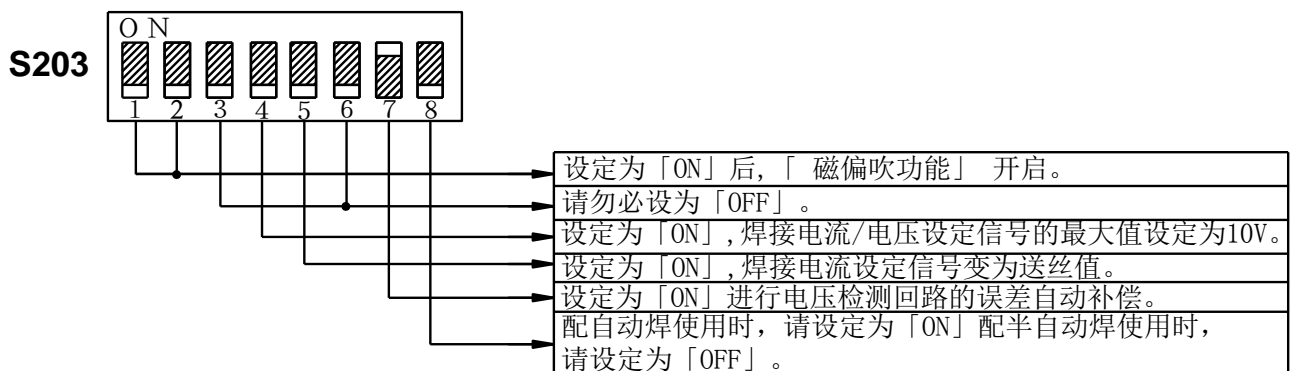 ON
S203
1 2 3 4 5 6 7 8
设定为「ON」后,「 磁偏吹功能」 开启。
请勿必设为「OFF」。
设定为「ON」,焊接电流/电压设定信号的最大值设定为10V。
设定为「ON」,焊接电流设定信号变为送丝值。
设定为「ON」进行电压检测回路的误差自动补偿。
配自动焊使用时，请设定为「ON」配半自动焊使用时，
请设定为「OFF」。